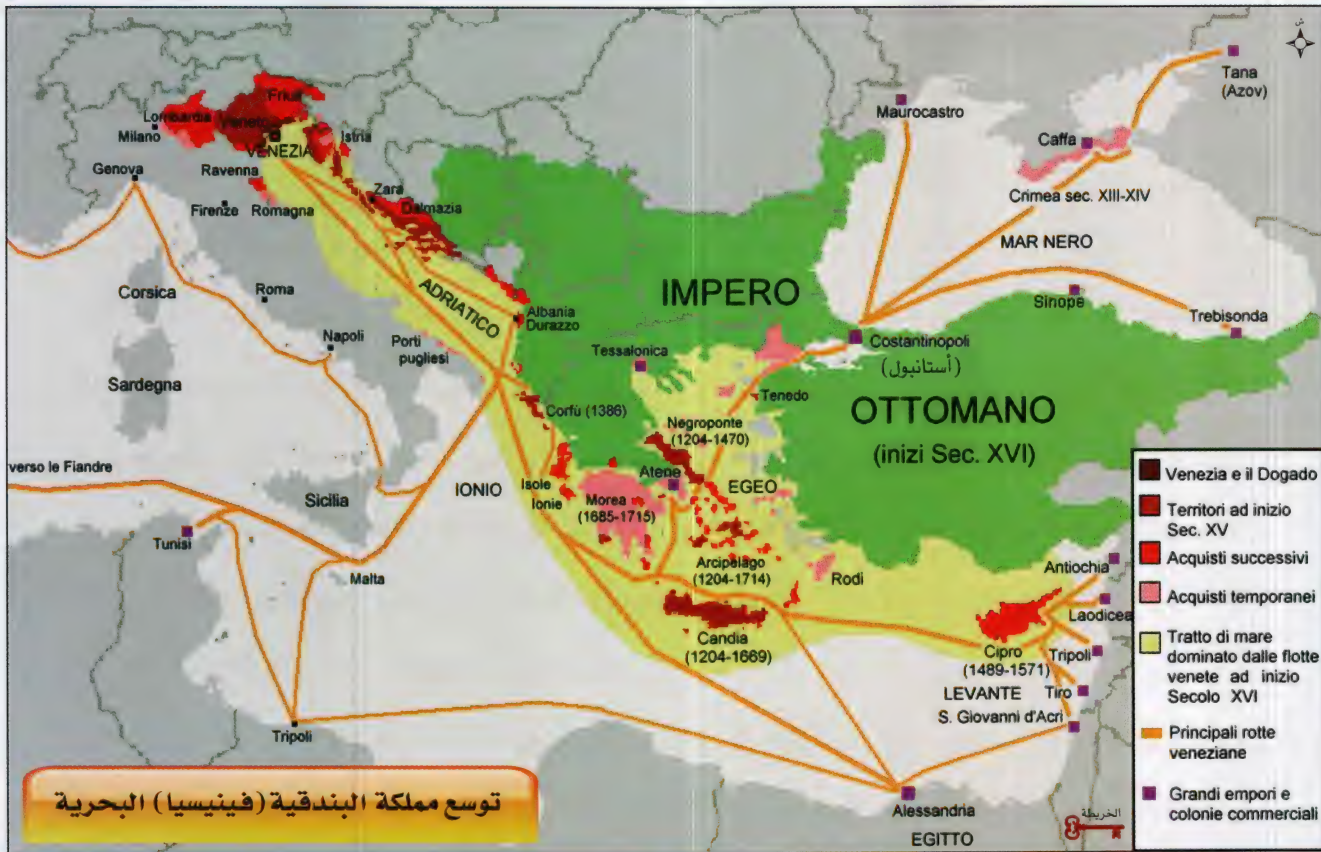 ش
Tana
(Azov)
Maurocastro
Caffa
Crimea sec. XIII-XIV
MAR NERO
Sinope
Trebisonda
Friuli
Lombardia
Veneto
Milano
VENEZIA
Istria
Genova
Ravenna
Zara
Firenze
Romagna
Dalmazia
Corsica
Roma
ADRIATICO
IMPERO
Albania
Durazzo
Costantinopoli
(أستانبول)
Napoli
Porti
pugliesi
Tessalonica
Sardegna
Tenedo
OTTOMANO
(inizi Sec. XVI)
Corfù (1386)
Negroponte
(1204-1470)
verso le Fiandre
Atene
EGEO
Sicilia
IONIO
Isole
Ionie
Morea
(1685-1715)
Tunisi
Malta
Arcipelago
(1204-1714)
Rodi
Antiochia
Laodicea
Candia
(1204-1669)
Cipro
(1489-1571)
Tripoli
LEVANTE
Tiro
S. Giovanni d'Acri
Tripoli
Alessandria
EGITTO
Venezia e il Dogado
Territori ad inizio
Sec. XV
Acquisti successivi
Acquisti temporanei
Tratto di mare
dominato dalle flotte
venete ad inizio
Secolo XVI
Principali rotte
veneziane
Grandi empori e
colonie commerciali
الخريطة
توسع مملكة البندقية (فينيسيا) البحرية